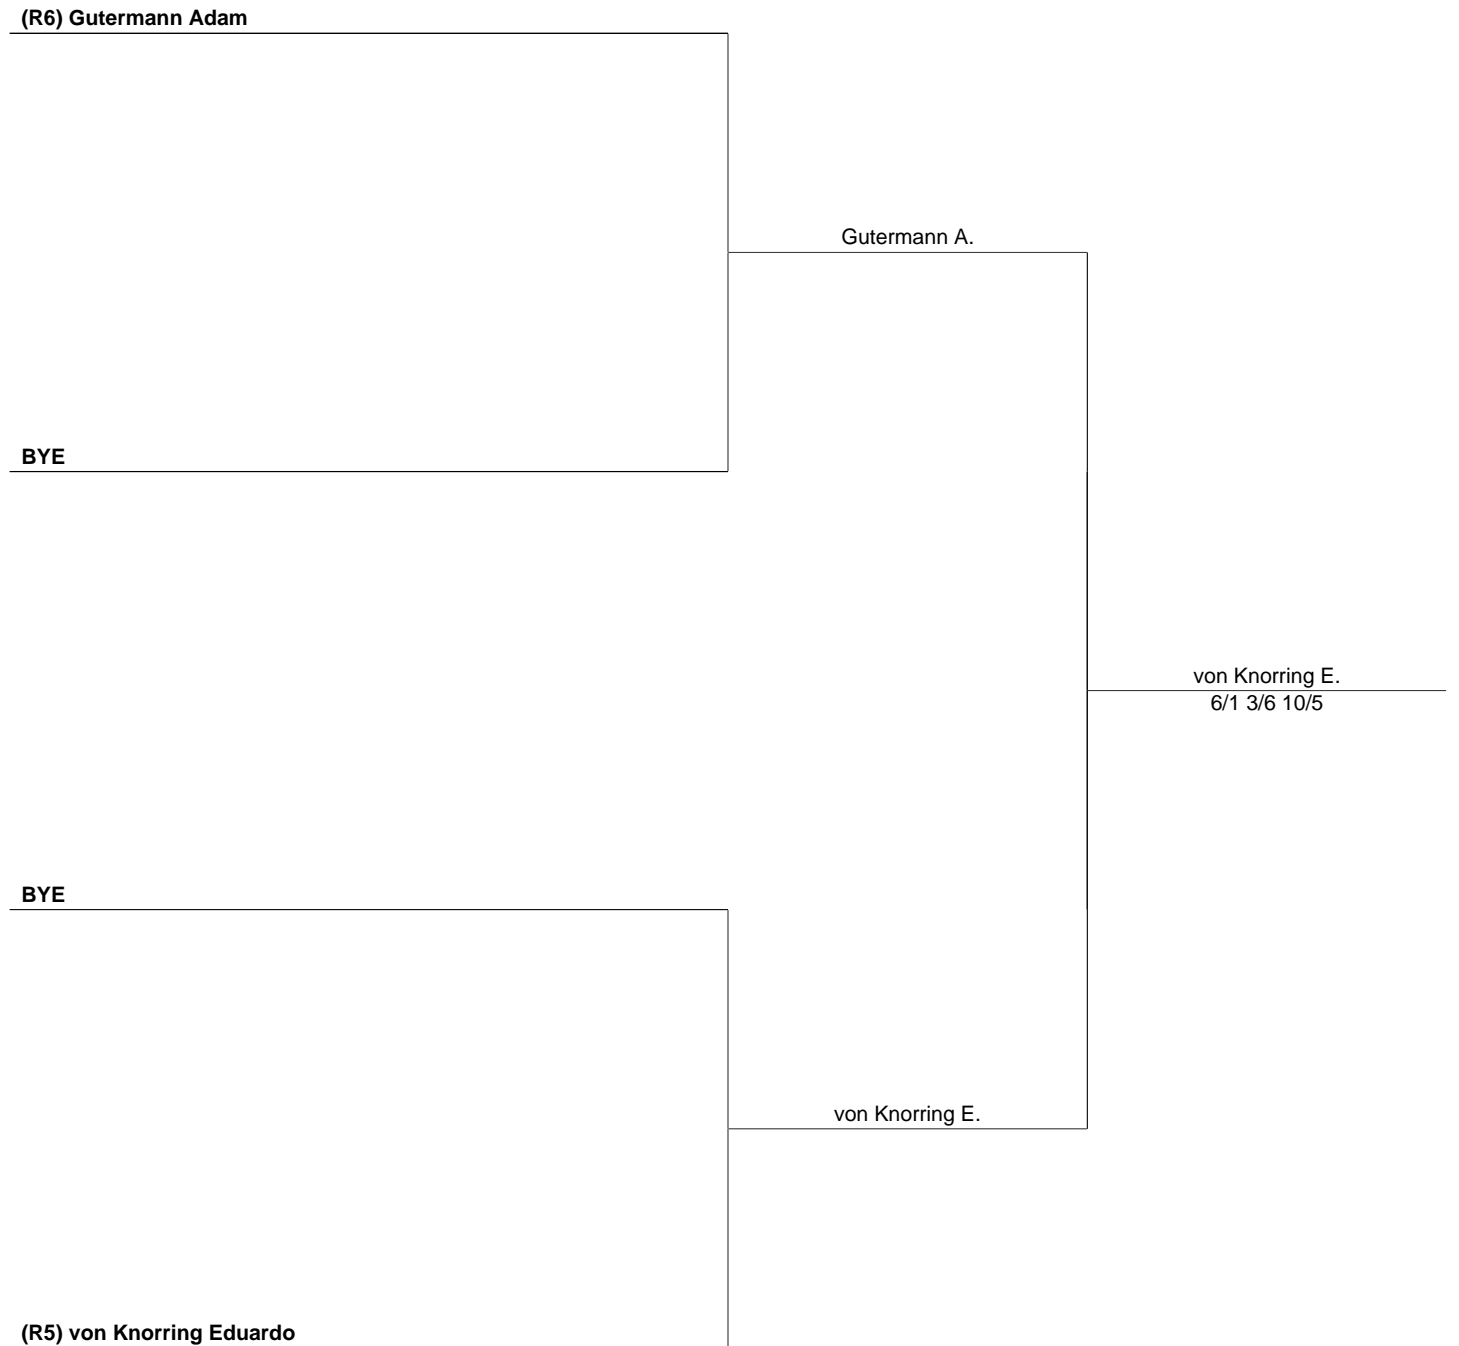 (R6) Gutermann Adam
Gutermann A.
BYE
von Knorring E.
6/1 3/6 10/5
BYE
von Knorring E.
(R5) von Knorring Eduardo